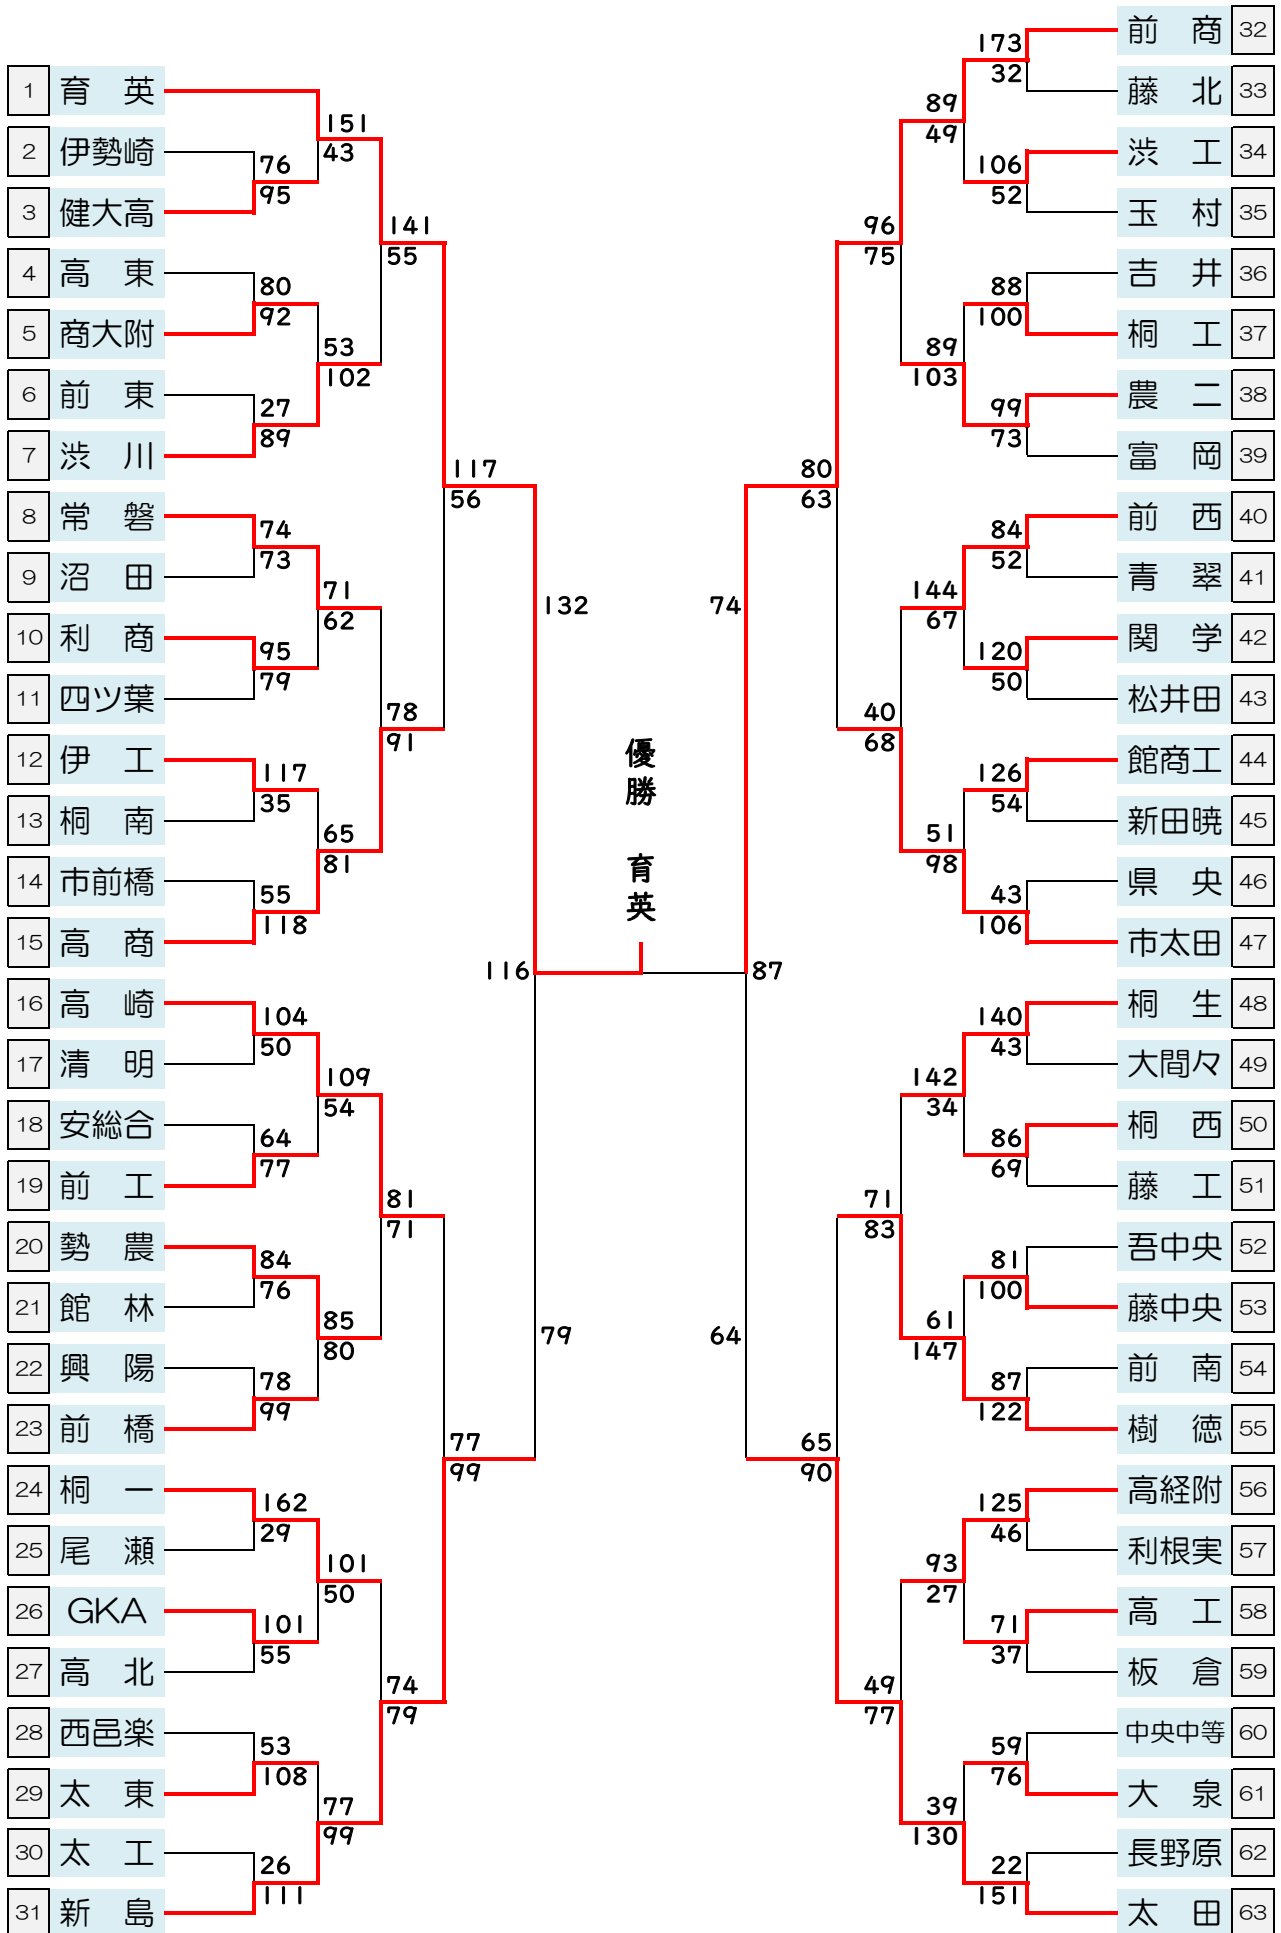 1 育 英
2 伊勢崎
3 健大高
4 高 東
5 商大附
6 前 東
7 渋 川
8 常 磐
9 沼 田
10 利 商
11 四ツ葉
12 伊 工
13 桐 南
14 市前橋
15 高 商
16 高 崎
17 清 明
18 安総合
19 前 工
20 勢 農
21 館 林
22 興 陽
23 前 橋
24 桐 一
25 尾 瀬
26 GKA
27 高 北
28 西邑楽
29 太 東
30 太 工
31 新 島
76
95
80
92
27
89
74
73
95
79
117
35
55
118
104
50
64
77
84
76
78
99
162
29
101
55
53
108
26
111
151
43
53
102
71
62
65
81
109
54
85
80
101
50
77
99
141
55
78
91
81
71
74
79
117
56
77
99
132
79
116
優勝 育英
87
74
64
80
63
65
90
96
75
40
68
71
83
49
77
89
49
89
103
144
67
51
98
142
34
61
147
93
27
39
130
173
32
106
52
88
100
99
73
84
52
120
50
126
54
43
106
140
43
86
69
81
100
87
122
125
46
71
37
59
76
22
151
前 商 32
藤 北 33
渋 工 34
玉 村 35
吉 井 36
桐 工 37
農 二 38
富 岡 39
前 西 40
青 翠 41
関 学 42
松井田 43
館商工 44
新田暁 45
県 央 46
市太田 47
桐 生 48
大間々 49
桐 西 50
藤 工 51
吾中央 52
藤中央 53
前 南 54
樹 徳 55
高経附 56
利根実 57
高 工 58
板 倉 59
中央中等 60
大 泉 61
長野原 62
太 田 63